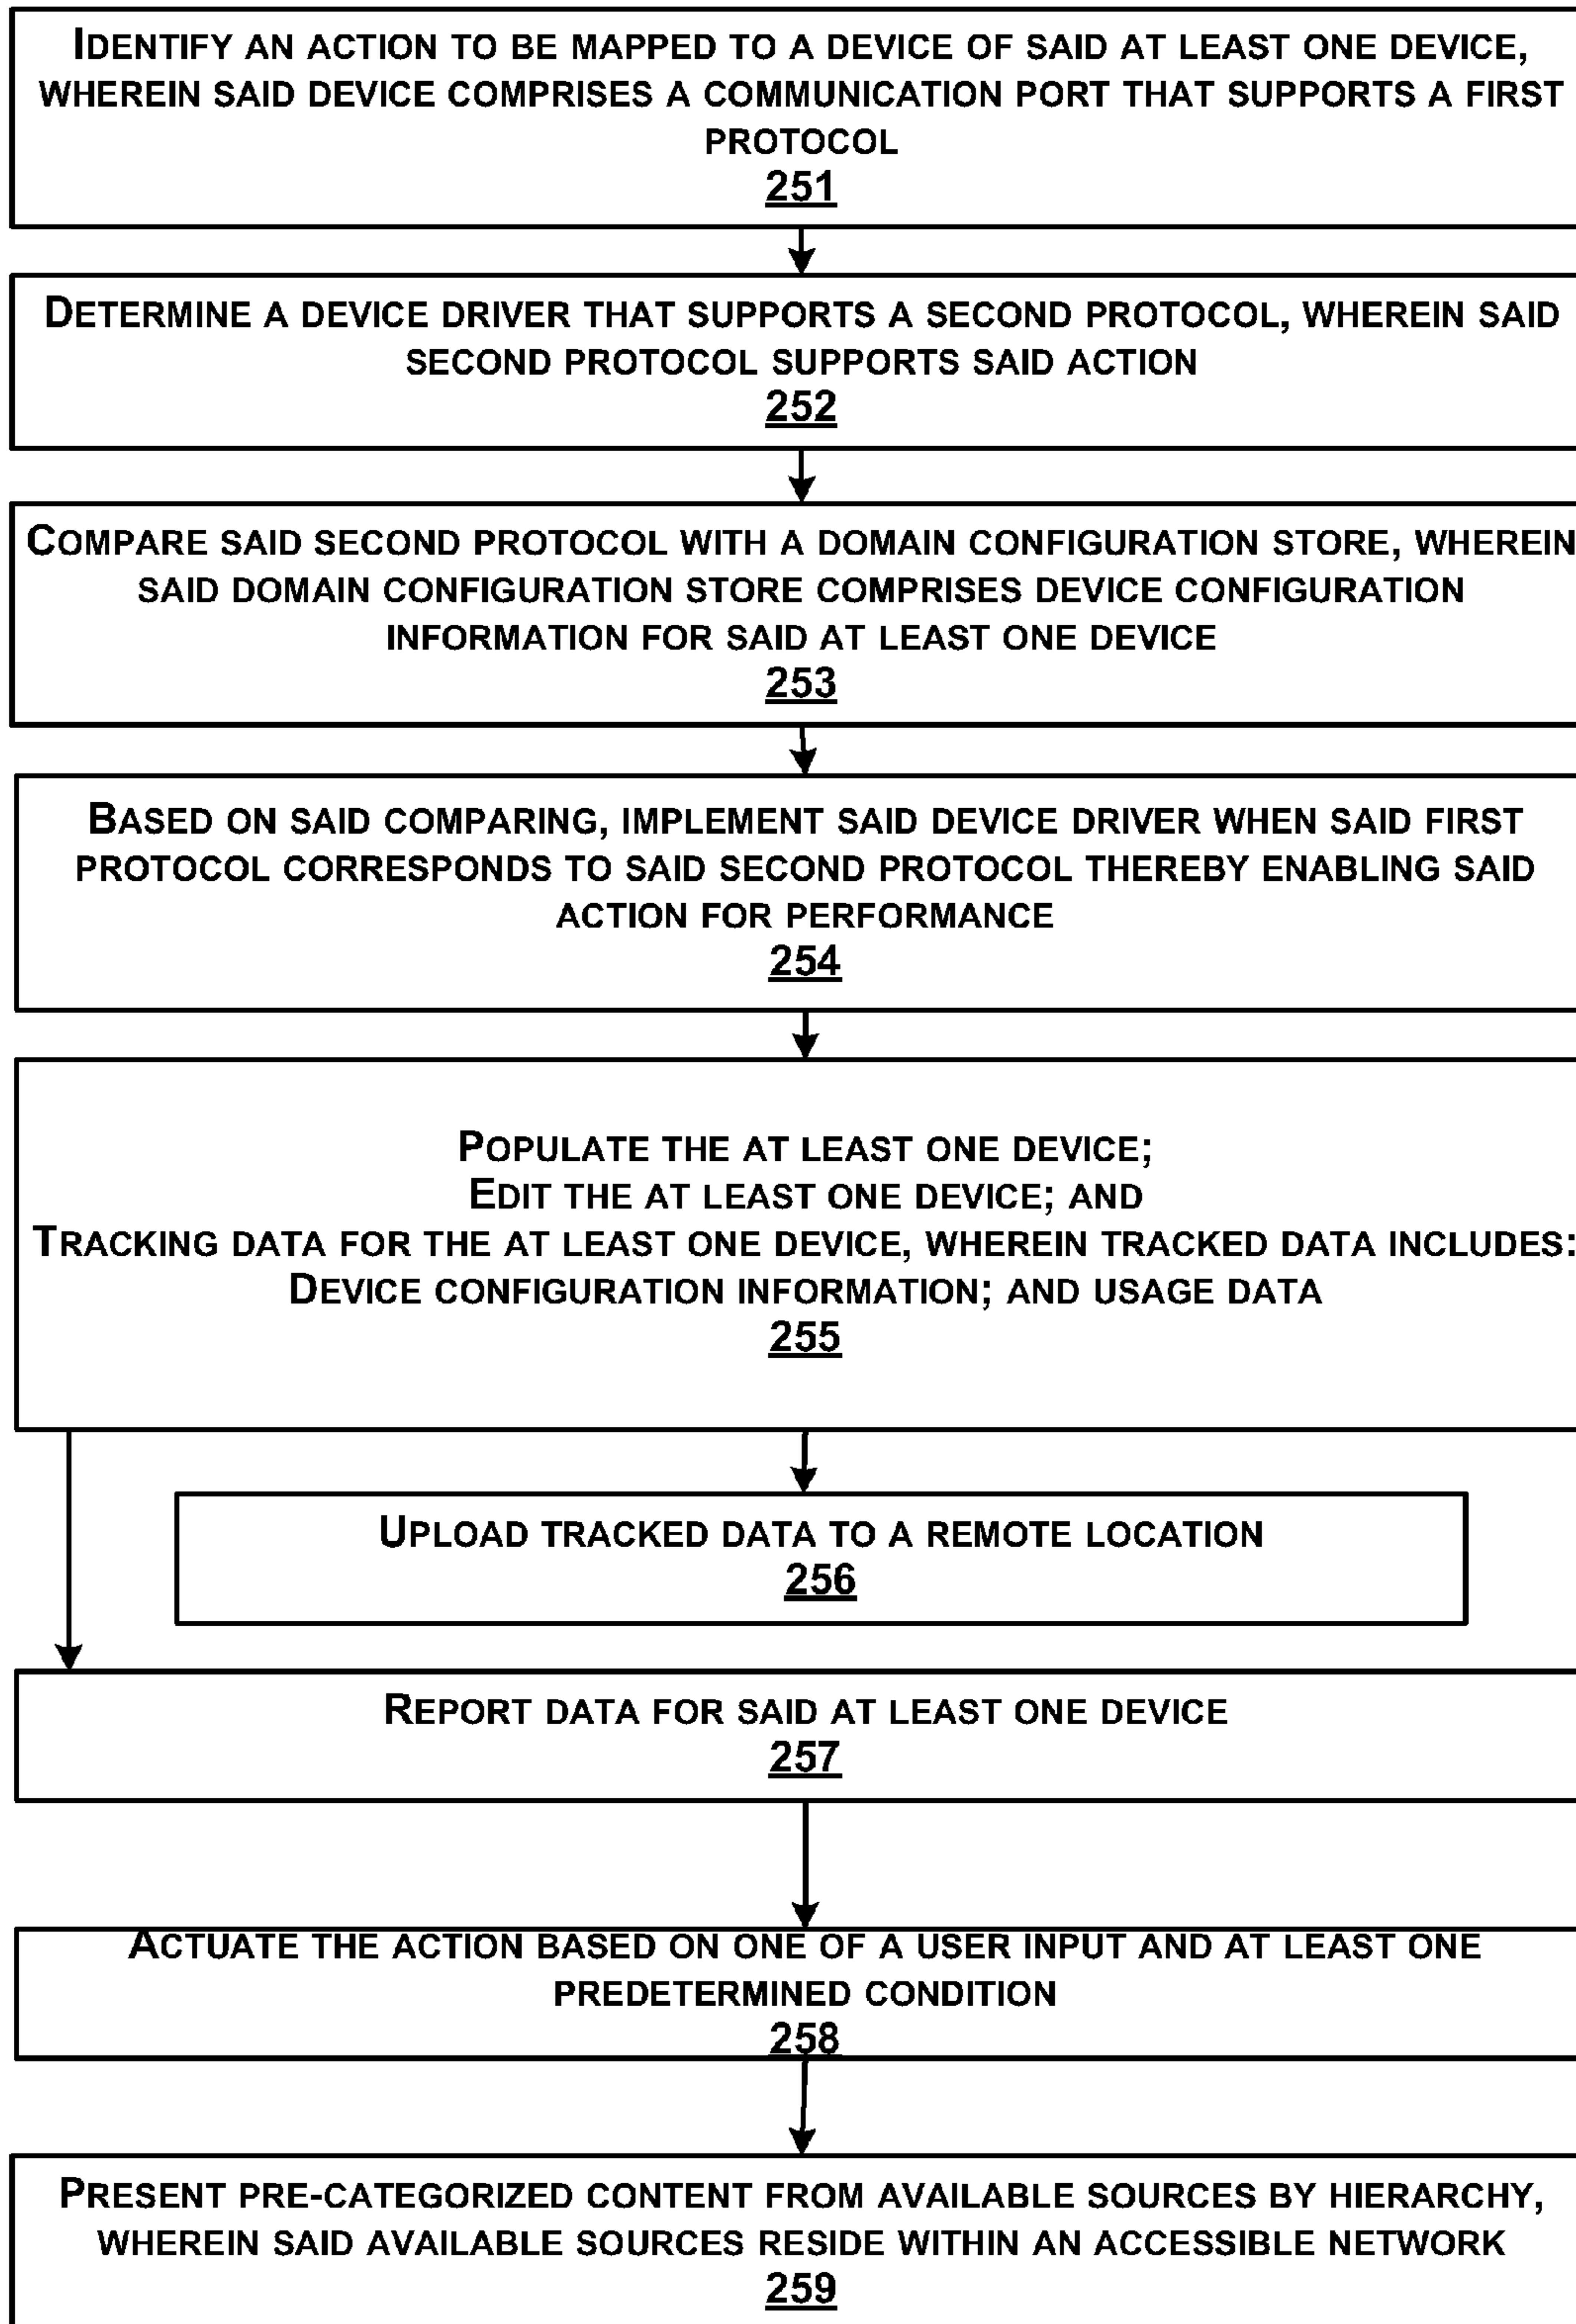 IDENTIFY AN ACTION TO BE MAPPED TO A DEVICE OF SAID AT LEAST ONE DEVICE,
WHEREIN SAID DEVICE COMPRISES A COMMUNICATION PORT THAT SUPPORTS A FIRST
PROTOCOL
251
DETERMINE A DEVICE DRIVER THAT SUPPORTS A SECOND PROTOCOL, WHEREIN SAID
SECOND PROTOCOL SUPPORTS SAID ACTION
252
COMPARE SAID SECOND PROTOCOL WITH A DOMAIN CONFIGURATION STORE, WHEREIN
SAID DOMAIN CONFIGURATION STORE COMPRISES DEVICE CONFIGURATION
INFORMATION FOR SAID AT LEAST ONE DEVICE
253
BASED ON SAID COMPARING, IMPLEMENT SAID DEVICE DRIVER WHEN SAID FIRST
PROTOCOL CORRESPONDS TO SAID SECOND PROTOCOL THEREBY ENABLING SAID
ACTION FOR PERFORMANCE
254
POPULATE THE AT LEAST ONE DEVICE;
EDIT THE AT LEAST ONE DEVICE; AND
TRACKING DATA FOR THE AT LEAST ONE DEVICE, WHEREIN TRACKED DATA INCLUDES:
DEVICE CONFIGURATION INFORMATION; AND USAGE DATA
255
UPLOAD TRACKED DATA TO A REMOTE LOCATION
256
REPORT DATA FOR SAID AT LEAST ONE DEVICE
257
ACTUATE THE ACTION BASED ON ONE OF A USER INPUT AND AT LEAST ONE
PREDETERMINED CONDITION
258
PRESENT PRE-CATEGORIZED CONTENT FROM AVAILABLE SOURCES BY HIERARCHY,
WHEREIN SAID AVAILABLE SOURCES RESIDE WITHIN AN ACCESSIBLE NETWORK
259